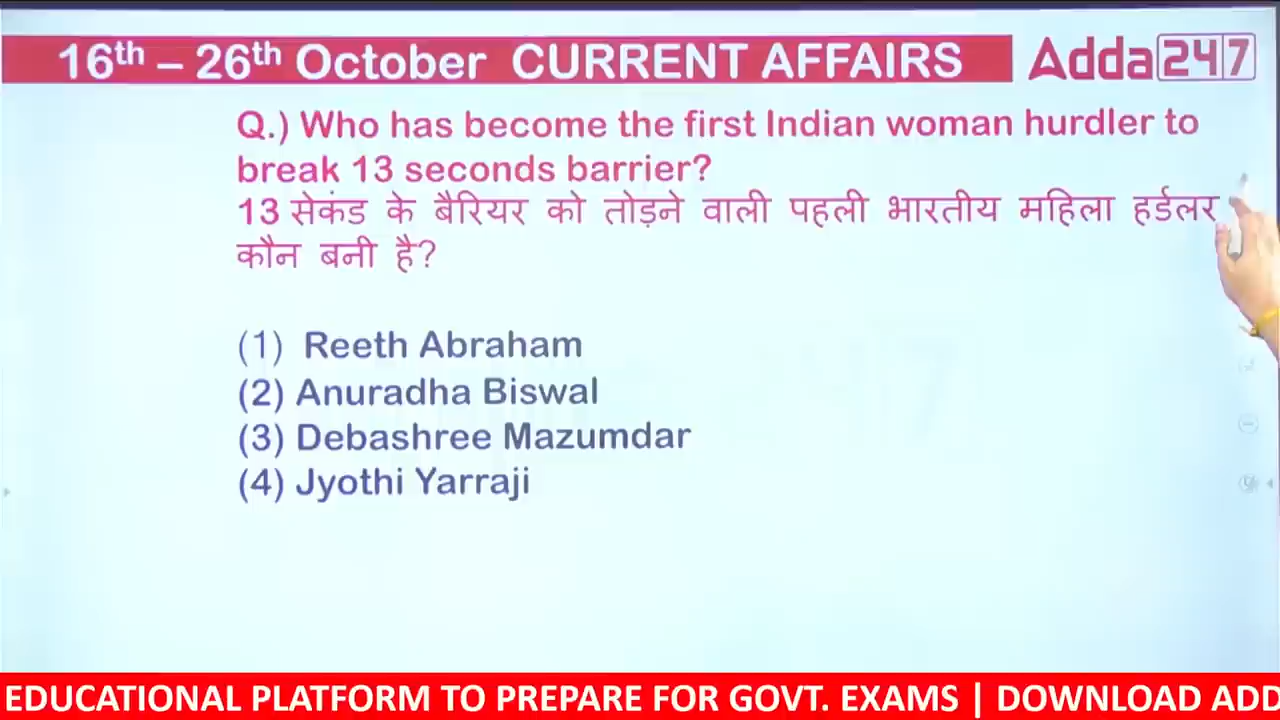 16th – 26th October CURRENT AFFAIRS
Adda247
Q.) Who has become the first Indian woman hurdler to
break 13 seconds barrier?
13 सेकंड के बैरियर को तोड़ने वाली पहली भारतीय महिला हर्डलर
कौन बनी है?
(1) Reeth Abraham
(2) Anuradha Biswal
(3) Debashree Mazumdar
(4) Jyothi Yarraji
EDUCATIONAL PLATFORM TO PREPARE FOR GOVT. EXAMS | DOWNLOAD ADD